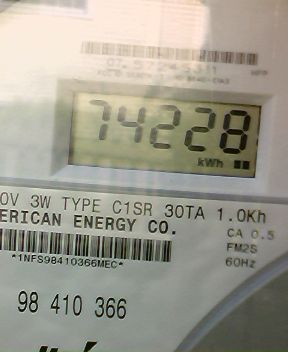 74228
kWh
0V 3W TYPE C1SR 30TA 1.0Kh
ERICAN ENERGY CO.
CA 0.5
FM2S
60Hz
*1NFS98410366MEC*
98 410 366